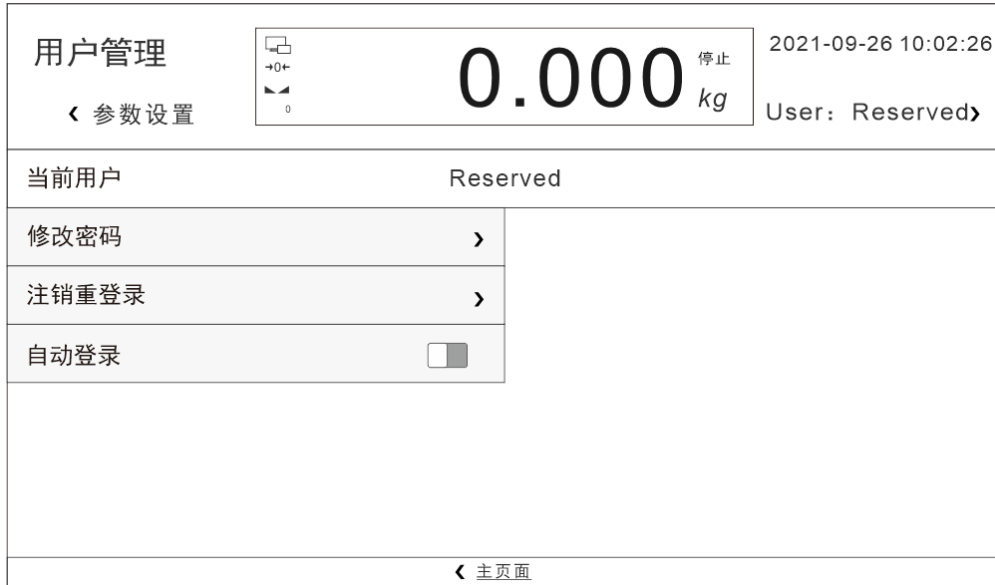 用户管理
‹ 参数设置
→0←
0
0.000 停止
kg
2021-09-26 10:02:26
User：Reserved›
当前用户 Reserved
修改密码 ›
注销重登录 ›
自动登录
‹ 主页面